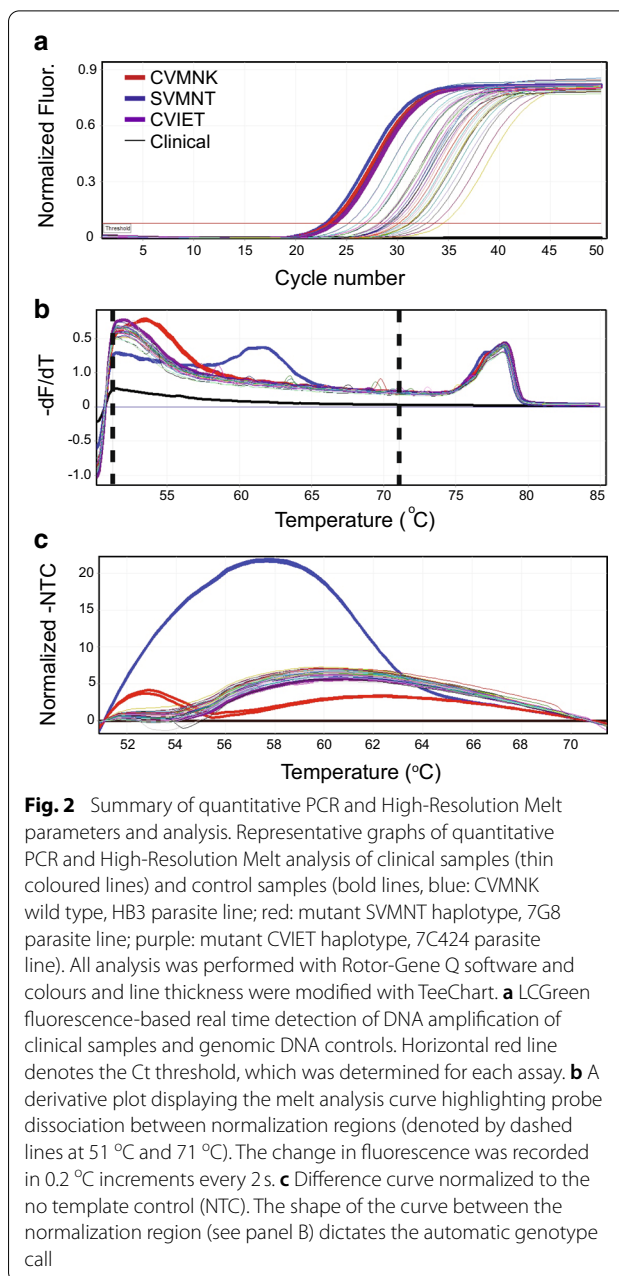 a
0.9
CVMNK
SVMNT
CVIET
Clinical
0.6
0.3
Threshold
0
5 10 15 20 25 30 35 40 45 50
Normalized Fluor.
Cycle number
b
0.5
1.0
0
-0.5
-1.0
55 60 65 70 75 80 85
-dF/dT
Temperature (°C)
c
20
15
10
5
0
52 54 56 58 60 62 64 66 68 70
Normalized -NTC
Temperature (°C)
Fig. 2 Summary of quantitative PCR and High-Resolution Melt
parameters and analysis. Representative graphs of quantitative
PCR and High-Resolution Melt analysis of clinical samples (thin
coloured lines) and control samples (bold lines, blue: CVMNK
wild type, HB3 parasite line; red: mutant SVMNT haplotype, 7G8
parasite line; purple: mutant CVIET haplotype, 7C424 parasite
line). All analysis was performed with Rotor-Gene Q software and
colours and line thickness were modified with TeeChart. a LCGreen
fluorescence-based real time detection of DNA amplification of
clinical samples and genomic DNA controls. Horizontal red line
denotes the Ct threshold, which was determined for each assay. b A
derivative plot displaying the melt analysis curve highlighting probe
dissociation between normalization regions (denoted by dashed
lines at 51 °C and 71 °C). The change in fluorescence was recorded
in 0.2 °C increments every 2 s. c Difference curve normalized to the
no template control (NTC). The shape of the curve between the
normalization region (see panel B) dictates the automatic genotype
call